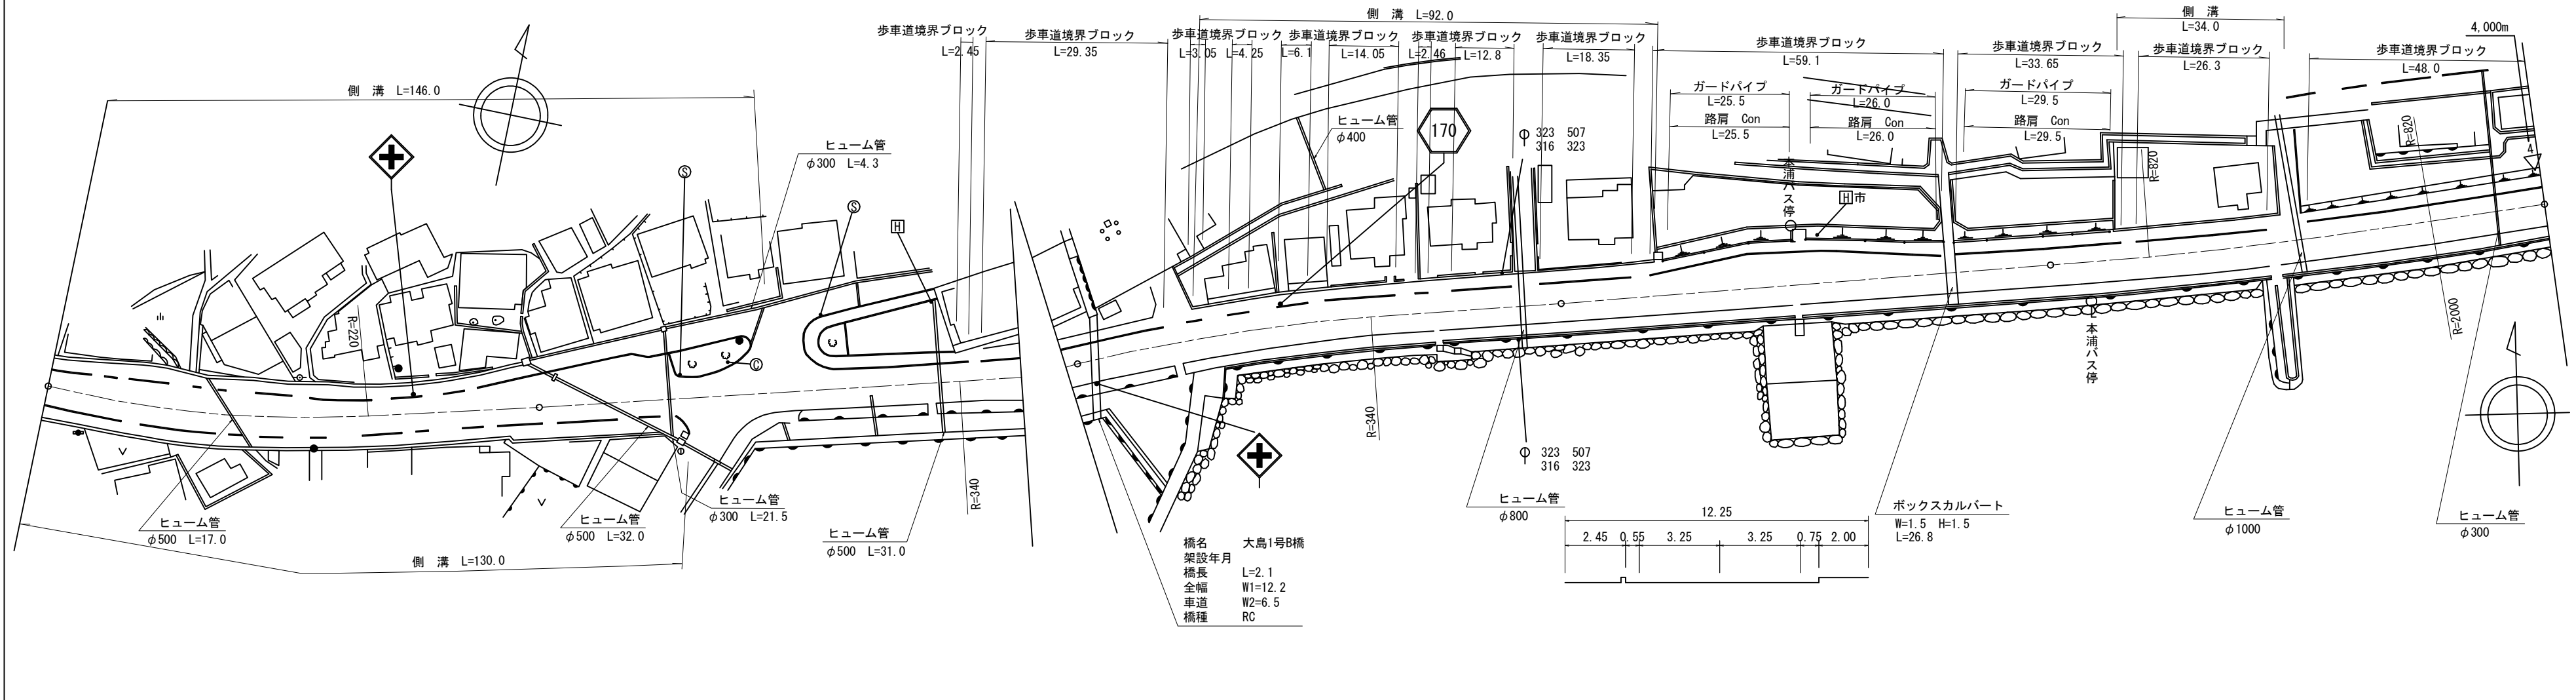 側 溝 L=92.0
側 溝
L=34.0
4,000m
歩車道境界ブロック
L=2.45
歩車道境界ブロック
L=29.35
歩車道境界ブロック
L=3.05 L=4.25
歩車道境界ブロック
L=6.1 L=14.05
歩車道境界ブロック
L=2.46 L=12.8
歩車道境界ブロック
L=18.35
歩車道境界ブロック
L=59.1
歩車道境界ブロック
L=33.65
歩車道境界ブロック
L=26.3
歩車道境界ブロック
L=48.0
側 溝 L=146.0
ガードパイプ
L=25.5
路肩 Con
L=25.5
ガードパイプ
L=26.0
路肩 Con
L=26.0
ガードパイプ
L=29.5
路肩 Con
L=29.5
ヒューム管
φ300 L=4.3
ヒューム管
φ400
170
323 507
316 323
S
S
H
C
H市
本浦バス停
R=820
R=820
4
R=220
R=340
R=340
R=2000
本浦バス停
323 507
316 323
ヒューム管
φ500 L=17.0
ヒューム管
φ500 L=32.0
ヒューム管
φ300 L=21.5
ヒューム管
φ500 L=31.0
側 溝 L=130.0
ヒューム管
φ800
ボックスカルバート
W=1.5 H=1.5
L=26.8
ヒューム管
φ1000
ヒューム管
φ300
橋名 大島1号B橋
架設年月
橋長 L=2.1
全幅 W1=12.2
車道 W2=6.5
橋種 RC
12.25
2.45 0.55 3.25 3.25 0.75 2.00